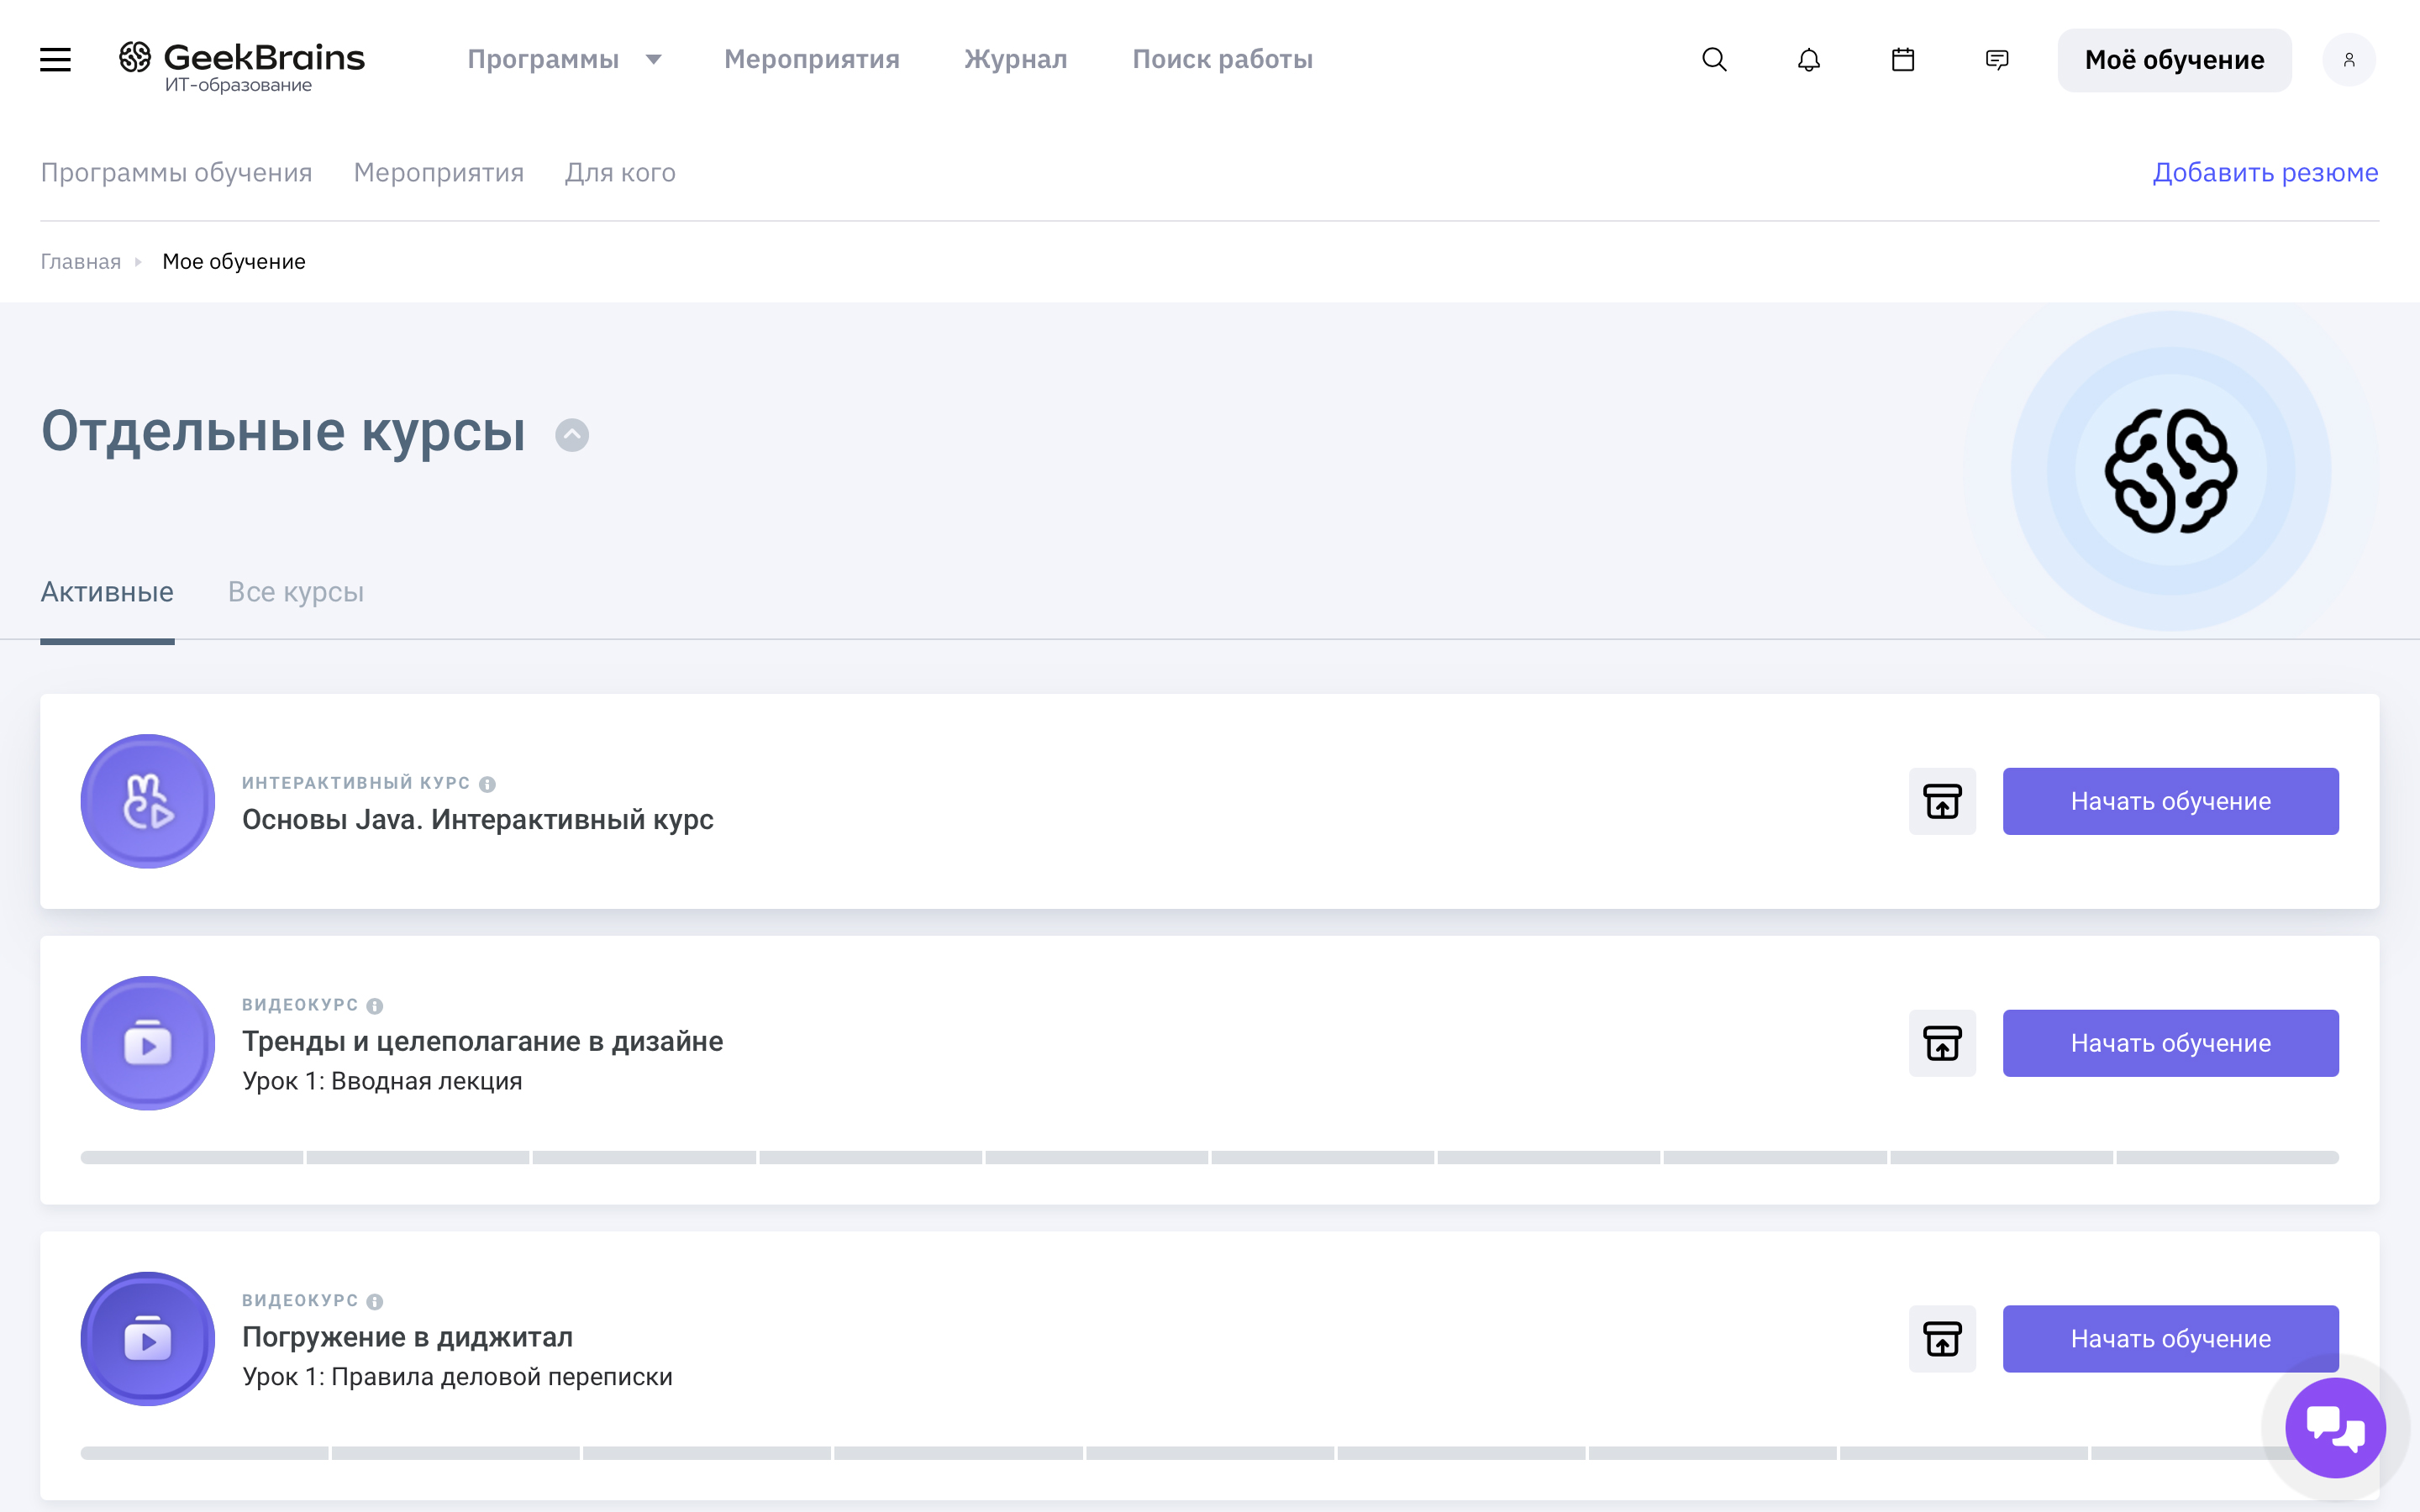 GeekBrains
ИТ-образование
Программы
Мероприятия
Журнал
Поиск работы
Моё обучение
Программы обучения
Мероприятия
Для кого
Добавить резюме
Главная
Мое обучение
Отдельные курсы
Активные
Все курсы
ИНТЕРАКТИВНЫЙ КУРС
Основы Java. Интерактивный курс
Начать обучение
ВИДЕОКУРС
Тренды и целеполагание в дизайне
Урок 1: Вводная лекция
Начать обучение
ВИДЕОКУРС
Погружение в диджитал
Урок 1: Правила деловой переписки
Начать обучение